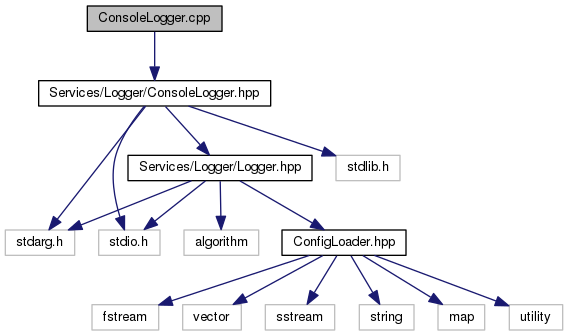 ConsoleLogger.cpp
Services/Logger/ConsoleLogger.hpp
Services/Logger/Logger.hpp
stdlib.h
stdarg.h
stdio.h
algorithm
ConfigLoader.hpp
fstream
vector
sstream
string
map
utility